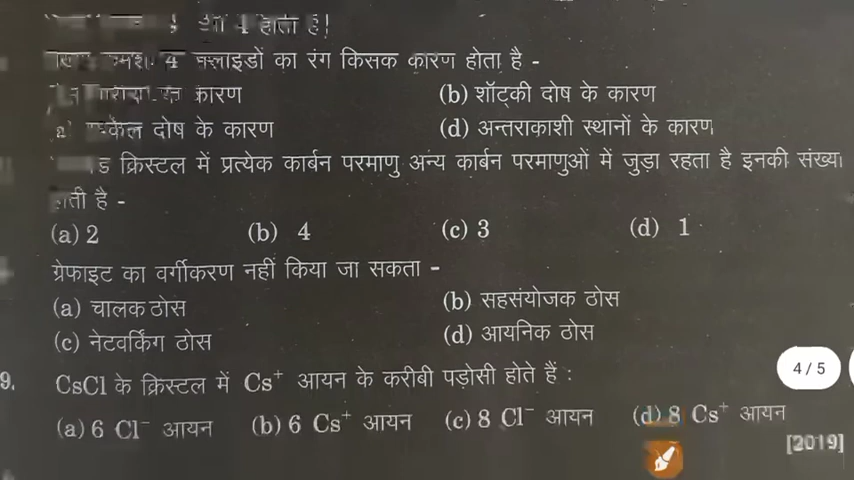 4 होता है!
4 क्लाइडों का रंग किसक कारण होता है -
कारण (b) शॉट्की दोष के कारण
दोष के कारण (d) अन्तराकाशी स्थानों के कारण
ड क्रिस्टल में प्रत्येक कार्बन परमाणु अन्य कार्बन परमाणुओं में जुड़ा रहता है इनकी संख्या
है -
(a) 2 (b) 4 (c) 3 (d) 1
ग्रेफाइट का वर्गीकरण नहीं किया जा सकता -
(a) चालक ठोस (b) सहसंयोजक ठोस
(c) नेटवर्किंग ठोस (d) आयनिक ठोस
4 / 5
9. CsCl के क्रिस्टल में Cs⁺ आयन के करीबी पड़ोसी होते हैं :
(a) 6 Cl⁻ आयन (b) 6 Cs⁺ आयन (c) 8 Cl⁻ आयन (d) 8 Cs⁺ आयन
[2019]